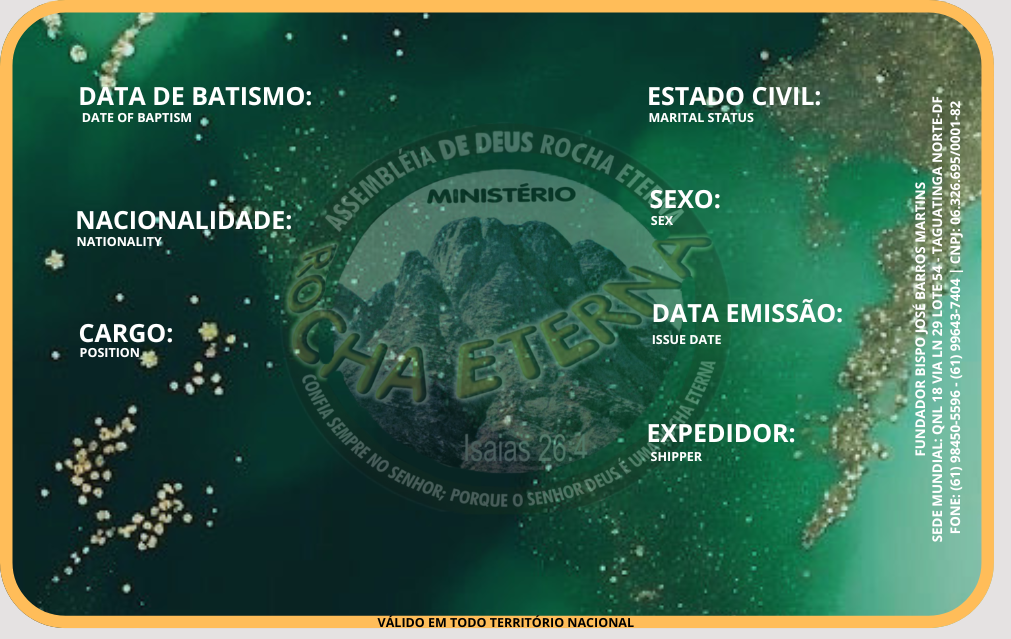 DATA DE BATISMO:
DATE OF BAPTISM
ESTADO CIVIL:
MARITAL STATUS
NACIONALIDADE:
NATIONALITY
SEXO:
SEX
CARGO:
POSITION
DATA EMISSÃO:
ISSUE DATE
EXPEDIDOR:
SHIPPER
ASSEMBLÉIA DE DEUS ROCHA ETERNA
MINISTÉRIO
ROCHA ETERNA
Isaias 26:4
CONFIA SEMPRE NO SENHOR; PORQUE O SENHOR DEUS É UMA ROCHA ETERNA
FUNDADOR BISPO JOSÉ BARROS MARTINS
SEDE MUNDIAL: QNL 18 VIA LN 29 LOTE 54 - TAGUATINGA NORTE-DF
FONE: (61) 98450-5596 - (61) 99643-7404 | CNPJ: 06.326.695/0001-82
VÁLIDO EM TODO TERRITÓRIO NACIONAL